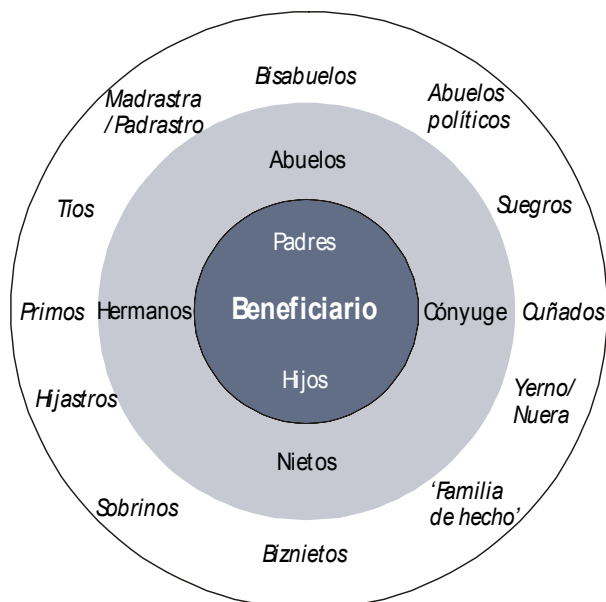 Bisabuelos
Madrastra
/Padrastro
Abuelos
políticos
Abuelos
Tíos
Suegros
Padres
Primos
Hermanos
Beneficiario
Cónyuge
Cuñados
Hijos
Hijastros
Yerno/
Nuera
Nietos
Sobrinos
‘Familia
de hecho’
Biznietos